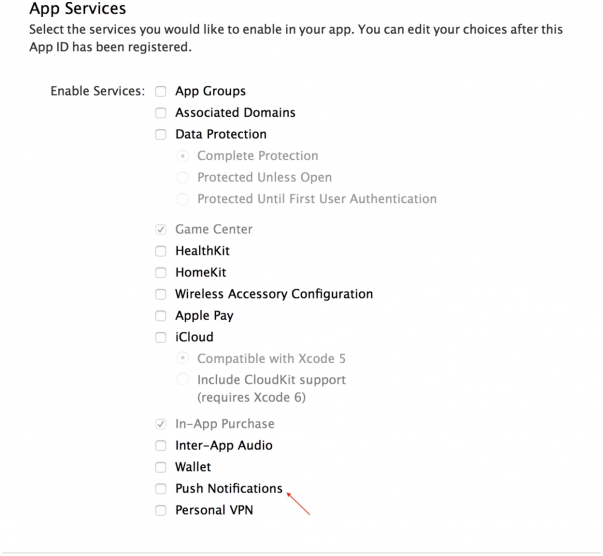 App Services
Select the services you would like to enable in your app. You can edit your choices after this
App ID has been registered.
Enable Services:
App Groups
Associated Domains
Data Protection
Complete Protection
Protected Unless Open
Protected Until First User Authentication
Game Center
HealthKit
HomeKit
Wireless Accessory Configuration
Apple Pay
iCloud
Compatible with Xcode 5
Include CloudKit support
(requires Xcode 6)
In-App Purchase
Inter-App Audio
Wallet
Push Notifications
Personal VPN